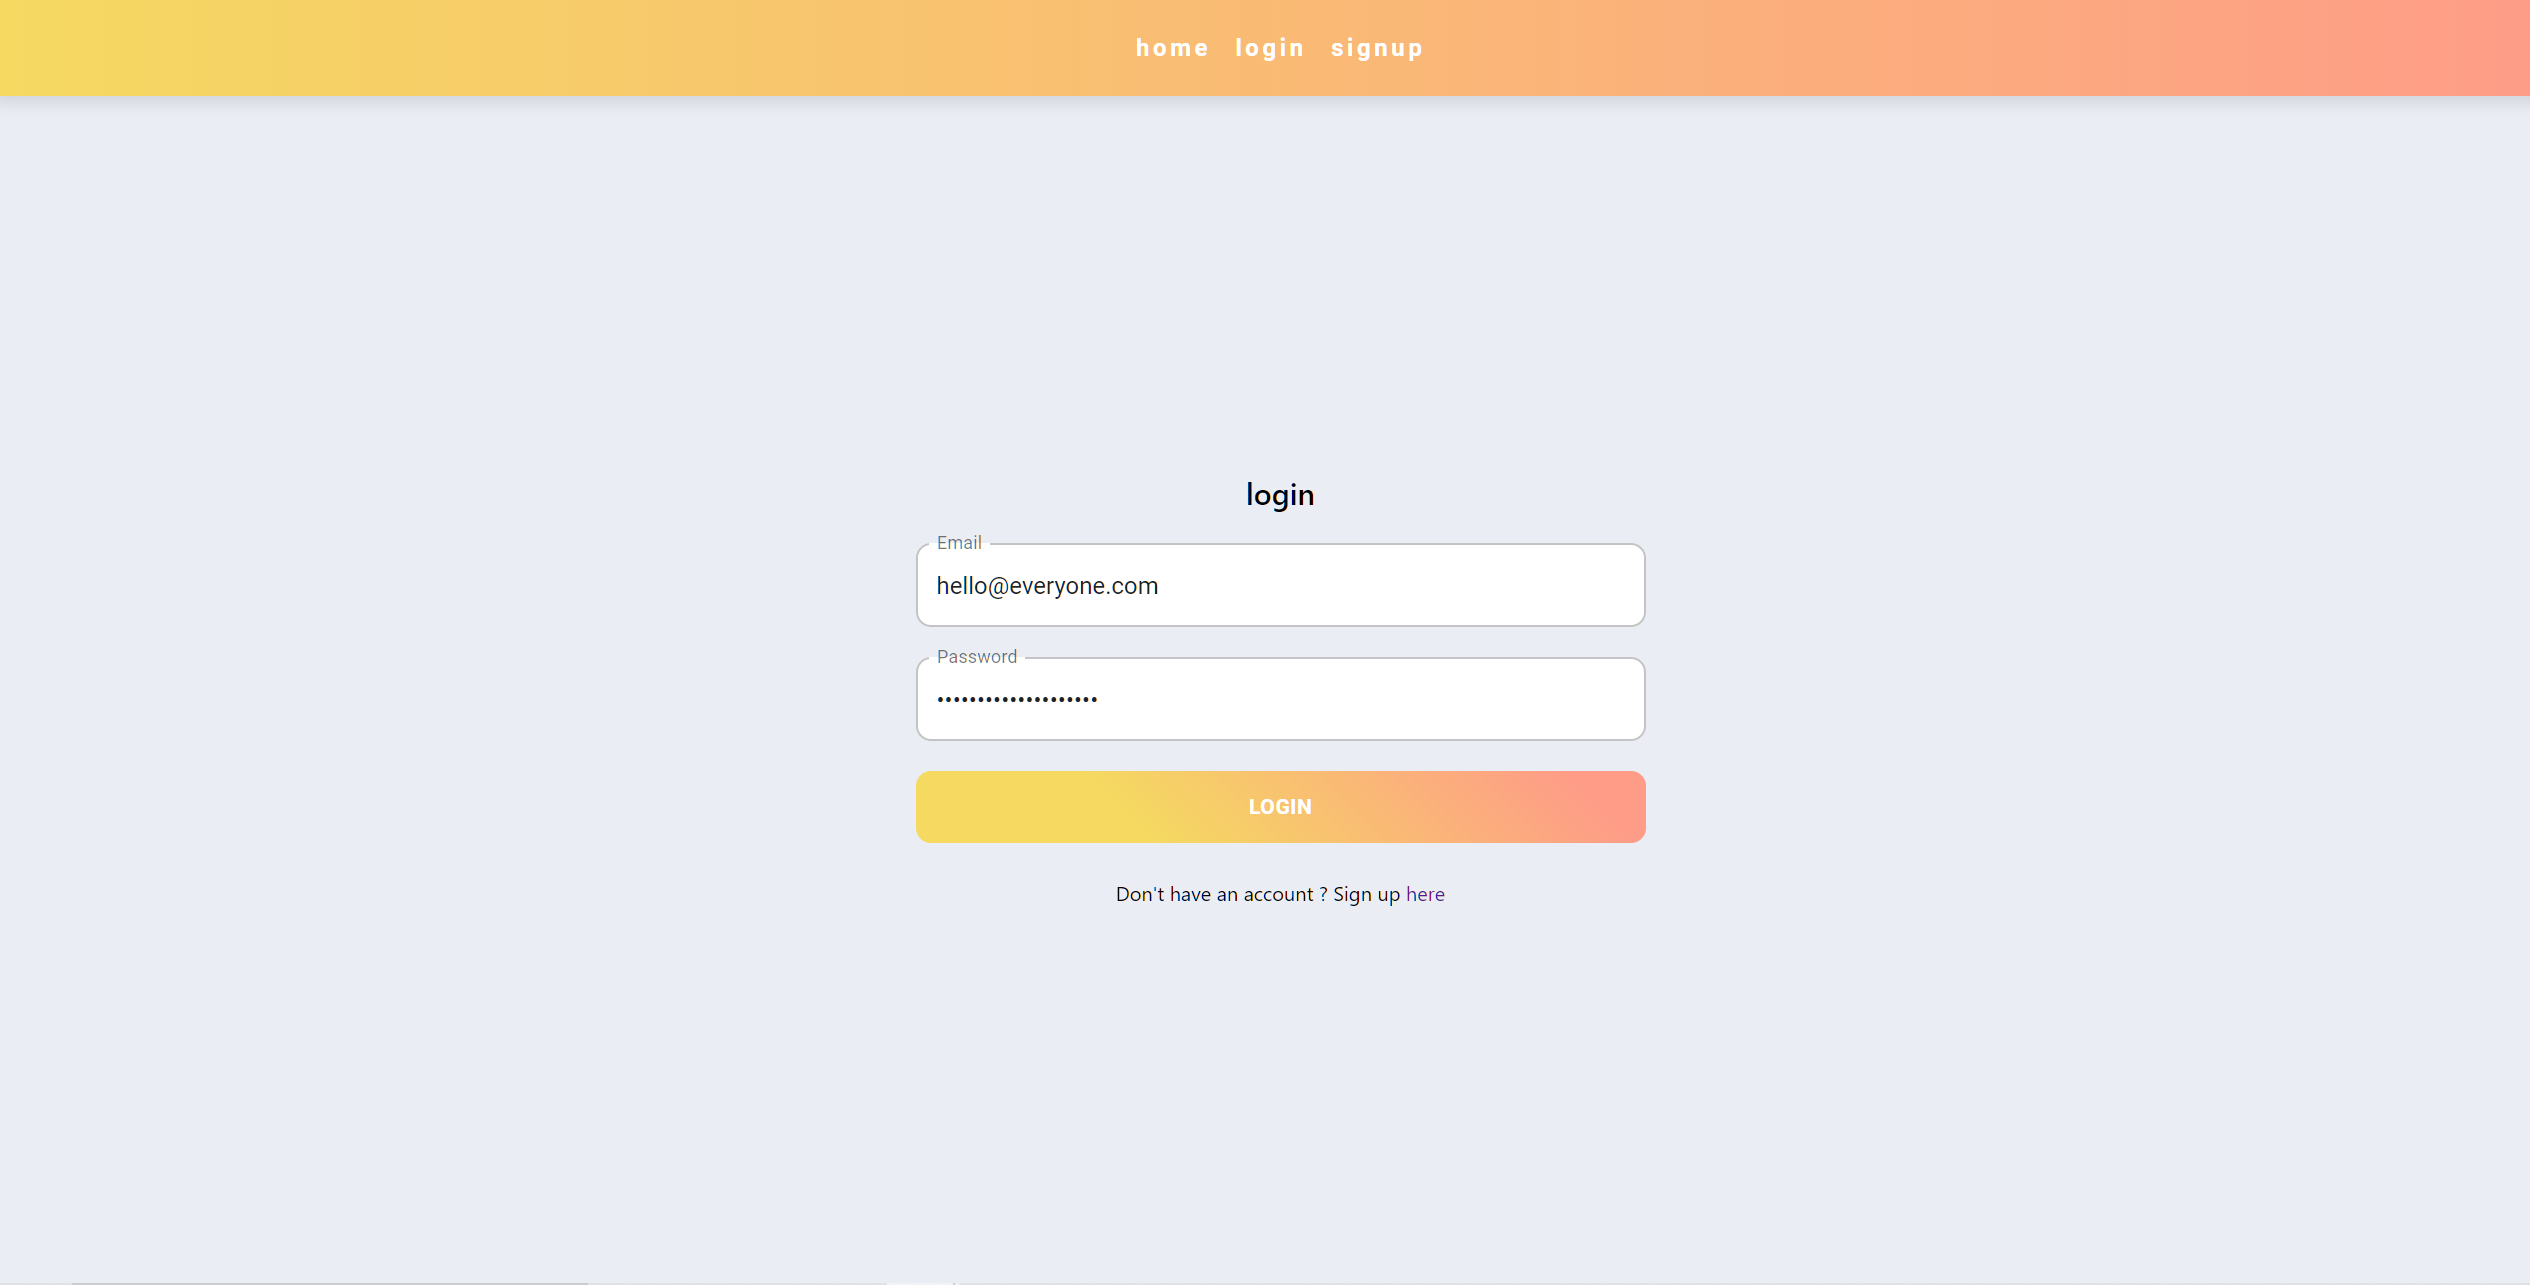 home login signup
login
Email
hello@everyone.com
Password
••••••••••••••••••••
LOGIN
Don't have an account ? Sign up here